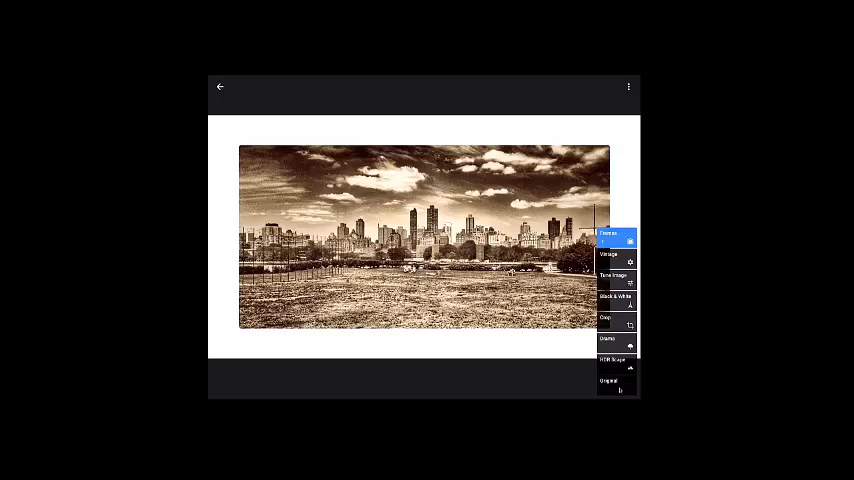 Frames
Vintage
Tune Image
Black & White
Crop
Drama
HDR Scape
Original